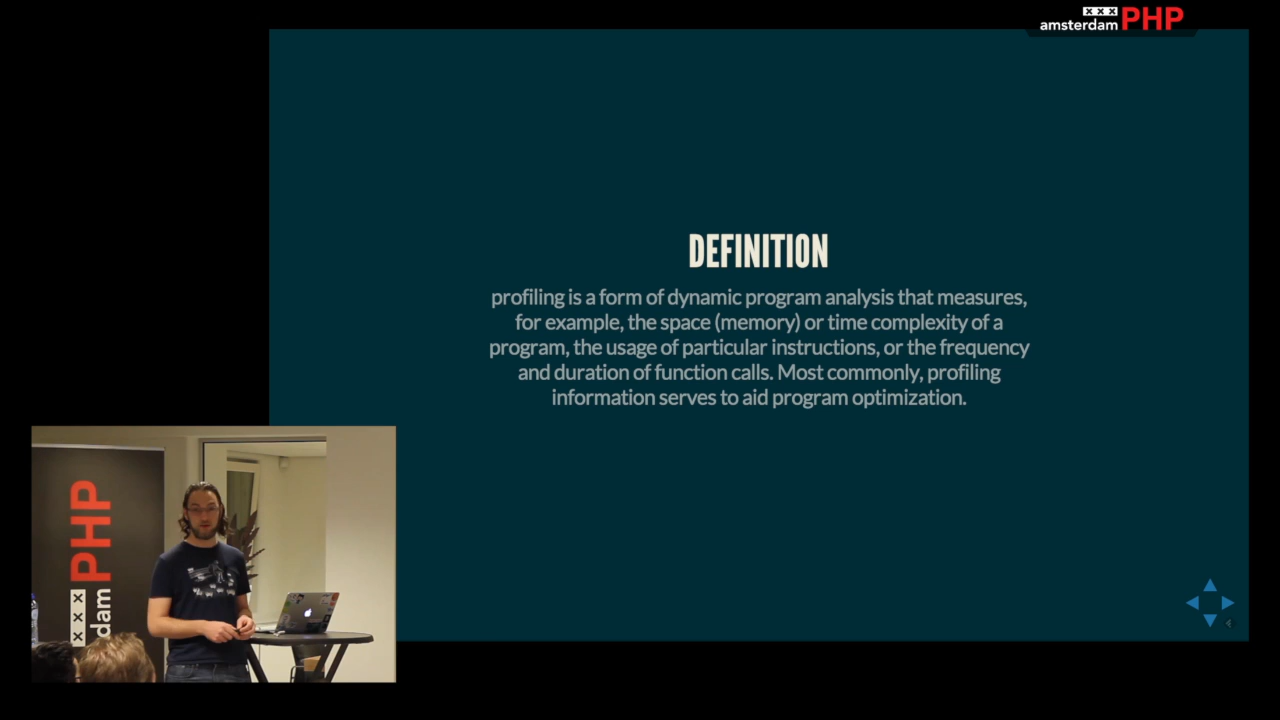 xxx
amsterdam PHP
DEFINITION
profiling is a form of dynamic program analysis that measures,
for example, the space (memory) or time complexity of a
program, the usage of particular instructions, or the frequency
and duration of function calls. Most commonly, profiling
information serves to aid program optimization.
xxx
dam PHP